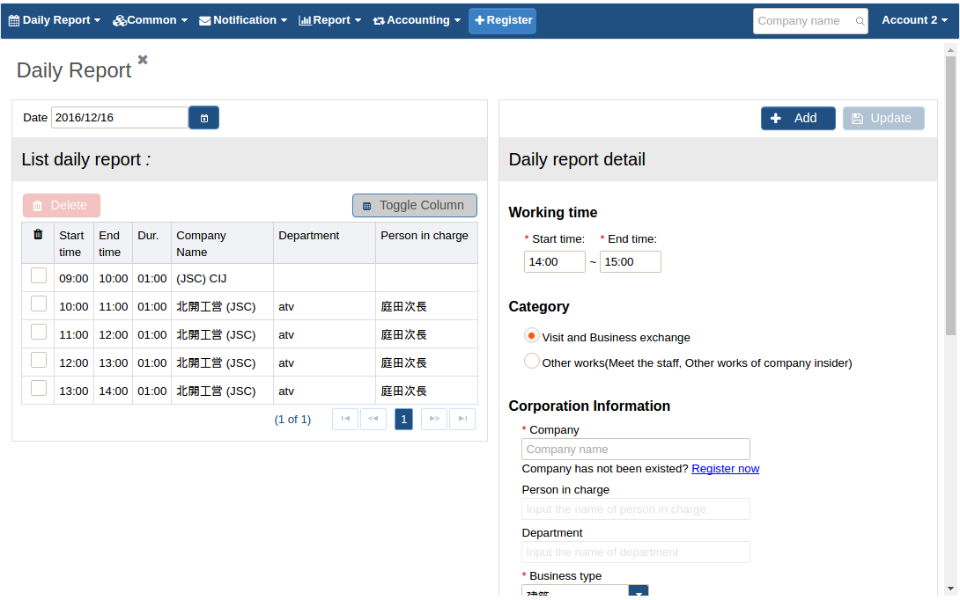 Daily Report Common Notification Report Accounting Register Company name Account 2
Daily Report
Date 2016/12/16
List daily report :
Delete Toggle Column
Start time End time Dur. Company Name Department Person in charge
09:00 10:00 01:00 (JSC) CIJ
10:00 11:00 01:00 北開工営 (JSC) atv 庭田次長
11:00 12:00 01:00 北開工営 (JSC) atv 庭田次長
12:00 13:00 01:00 北開工営 (JSC) atv 庭田次長
13:00 14:00 01:00 北開工営 (JSC) atv 庭田次長
(1 of 1) 1
Add Update
Daily report detail
Working time
* Start time: * End time:
14:00 ~ 15:00
Category
Visit and Business exchange
Other works(Meet the staff, Other works of company insider)
Corporation Information
* Company
Company name
Company has not been existed? Register now
Person in charge
Input the name of person in charge
Department
Input the name of department
* Business type
建築